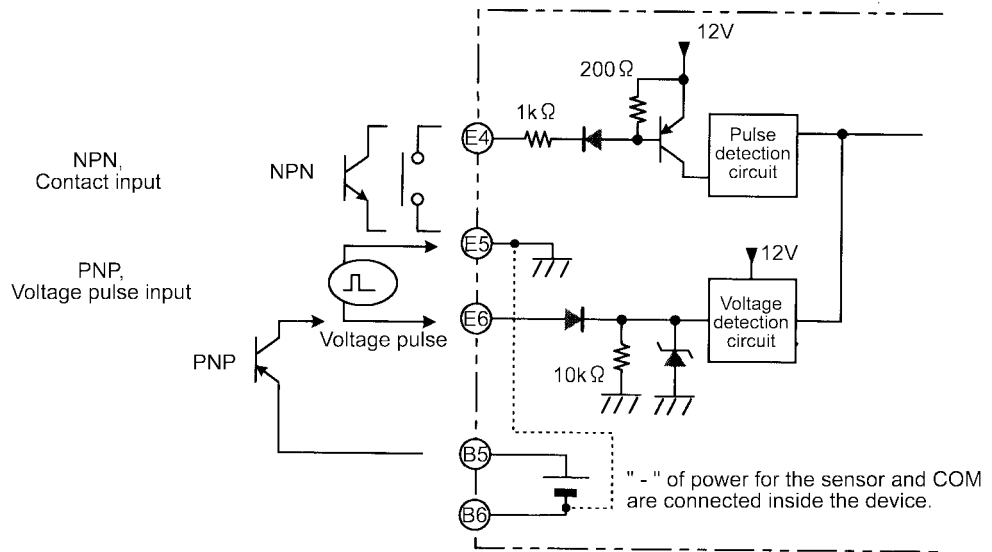 12V
200Ω
1kΩ
E4
Pulse
detection
circuit
NPN,
Contact input
NPN
E5
PNP,
Voltage pulse input
12V
E6
Voltage
detection
circuit
Voltage pulse
PNP
10kΩ
B5
" - " of power for the sensor and COM
are connected inside the device.
B6